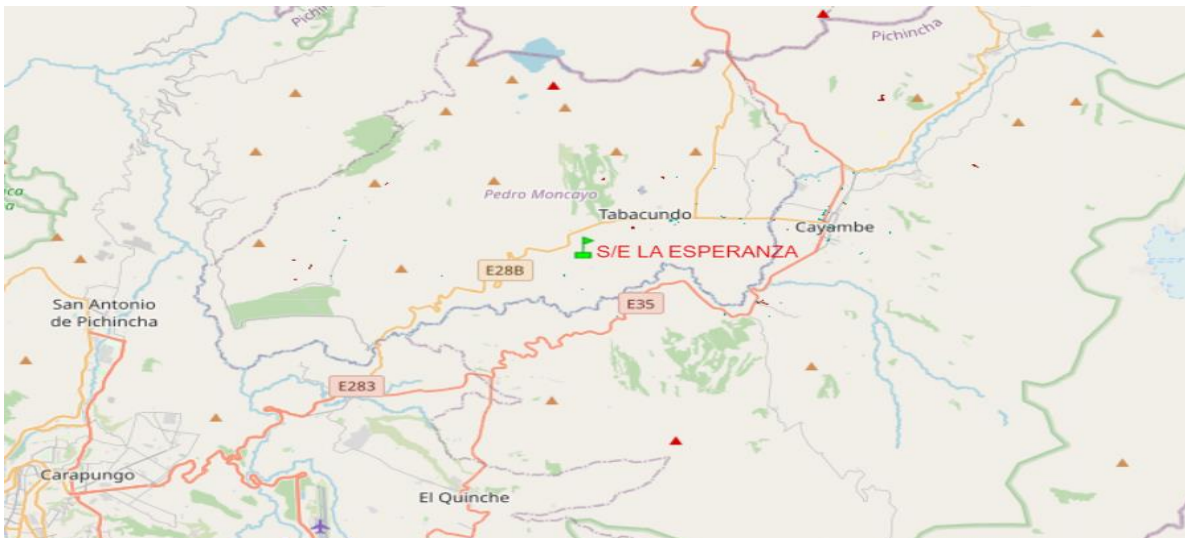 Pichincha
Pichincha
Pedro Moncayo
Tabacundo
Cayambe
S/E LA ESPERANZA
E28B
E35
San Antonio
de Pichincha
E283
Carapungo
El Quinche